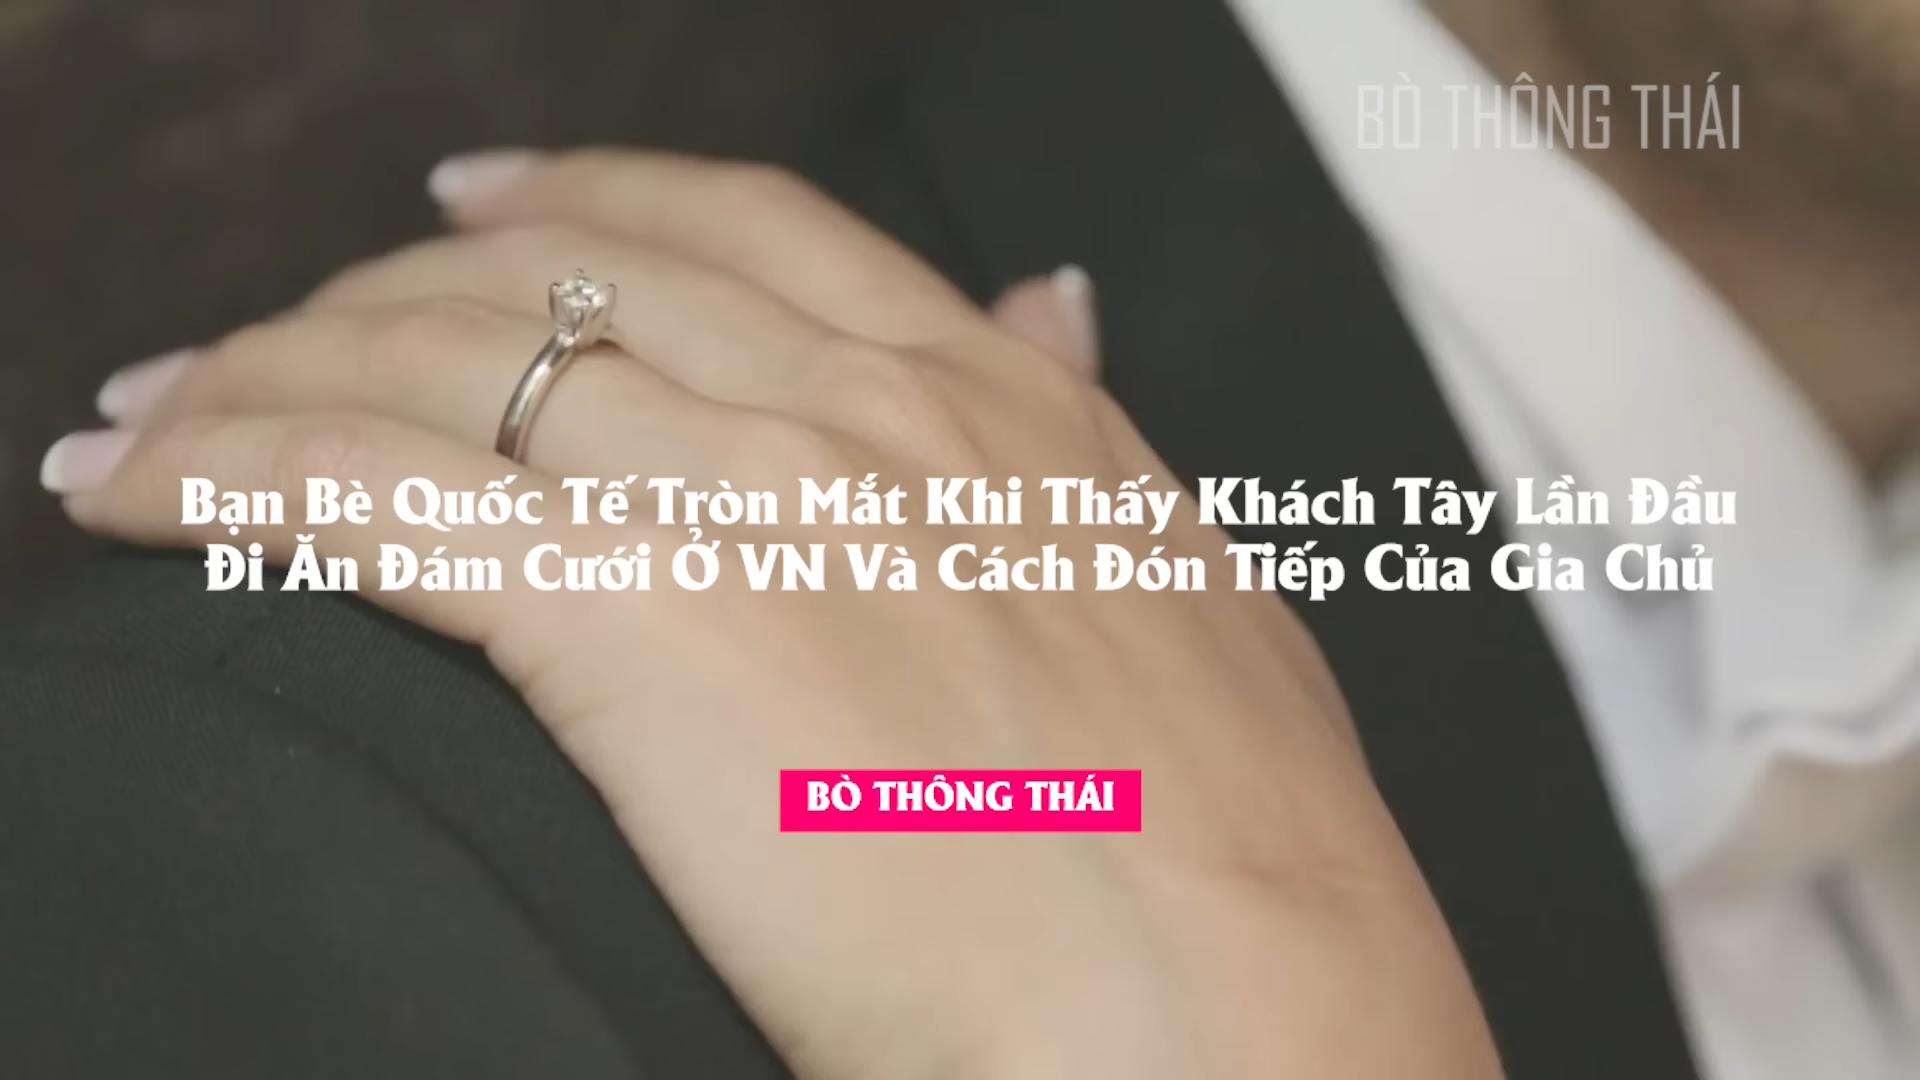 BÒ THÔNG THÁI
Bạn Bè Quốc Tế Tròn Mắt Khi Thấy Khách Tây Lần Đầu
Đi Ăn Đám Cưới Ở VN Và Cách Đón Tiếp Của Gia Chủ
BÒ THÔNG THÁI